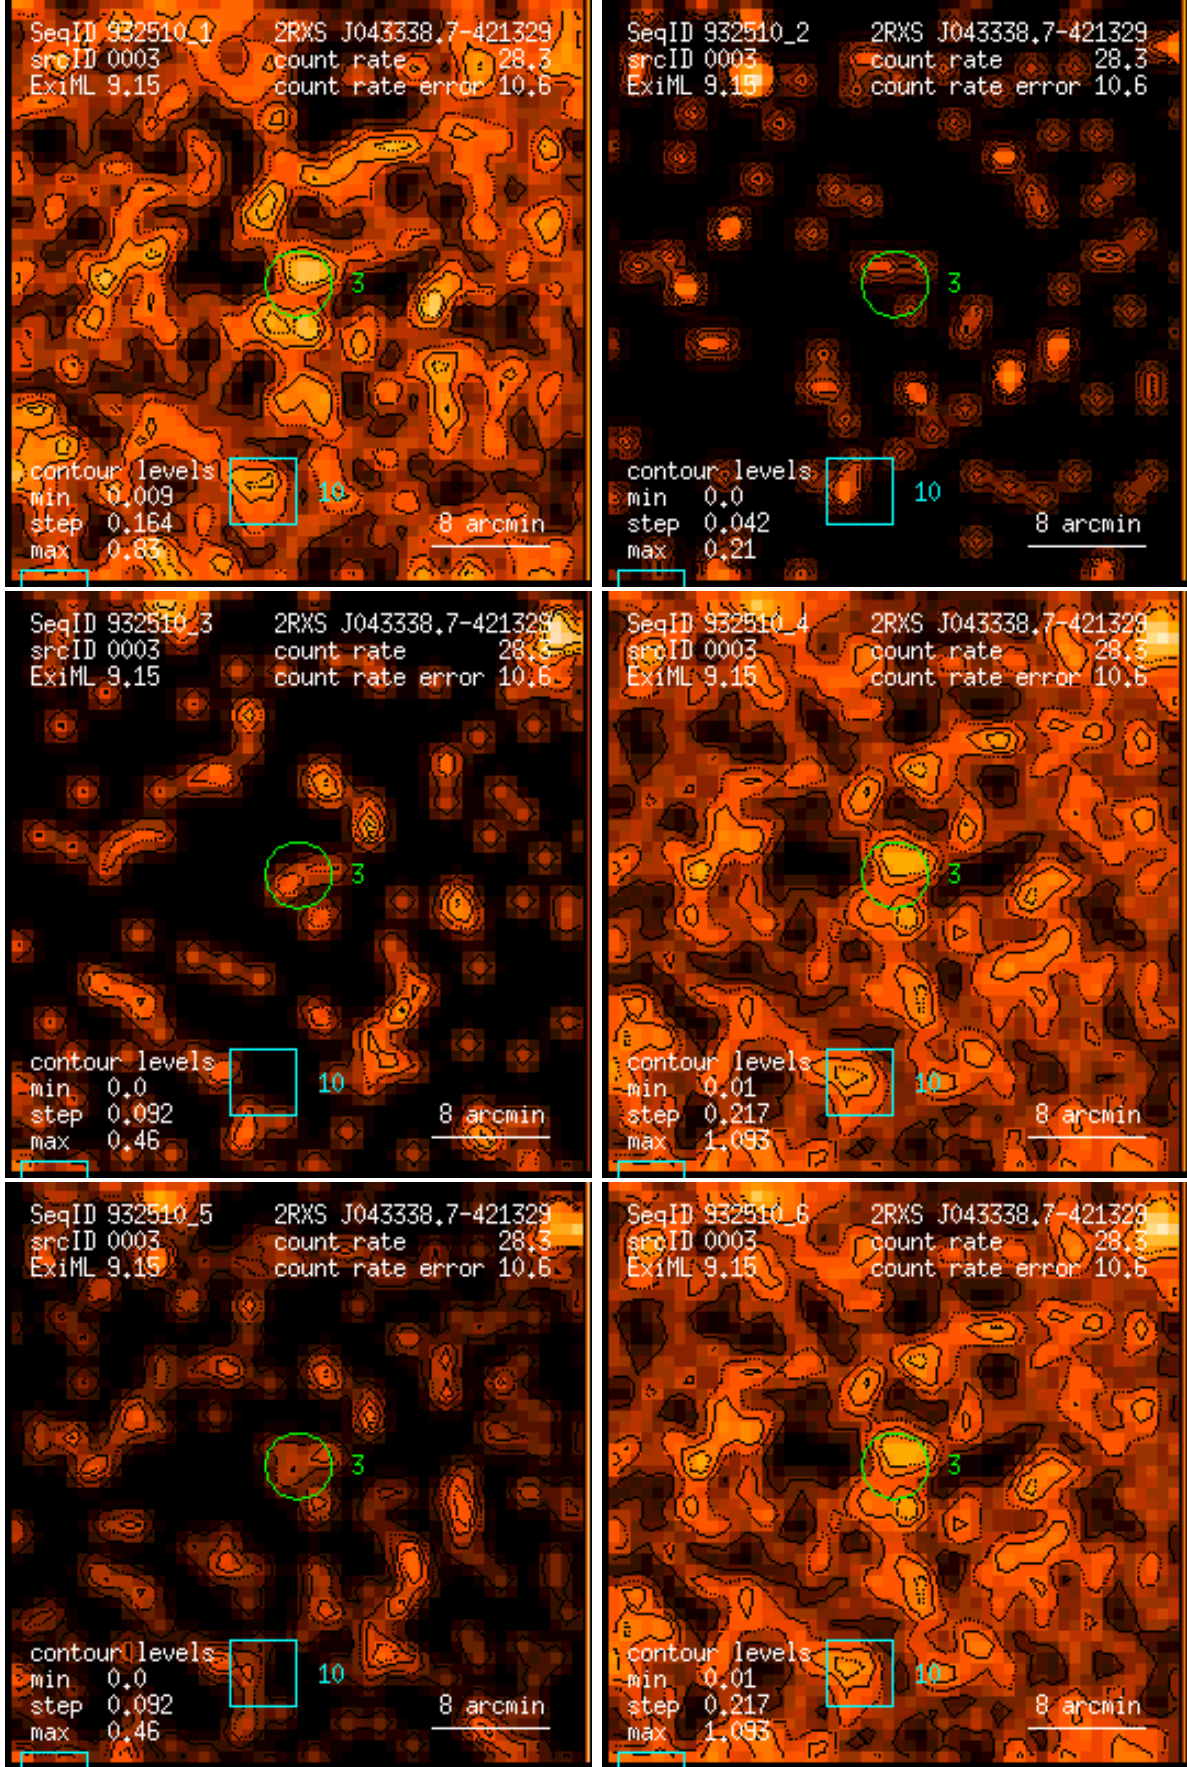 SeqID 932510_1 2RXS J043338.7-421329
srcID 0003 count rate 28.3
ExiML 9.15 count rate error 10.6
3
contour levels
min 0.009
step 0.164
max 0.83
10
8 arcmin
SeqID 932510_2 2RXS J043338.7-421329
srcID 0003 count rate 28.3
ExiML 9.15 count rate error 10.6
3
contour levels
min 0.0
step 0.042
max 0.21
10
8 arcmin
SeqID 932510_3 2RXS J043338.7-421329
srcID 0003 count rate 28.3
ExiML 9.15 count rate error 10.6
3
contour levels
min 0.0
step 0.092
max 0.46
10
8 arcmin
SeqID 932510_4 2RXS J043338.7-421329
srcID 0003 count rate 28.3
ExiML 9.15 count rate error 10.6
3
contour levels
min 0.01
step 0.217
max 1.093
10
8 arcmin
SeqID 932510_5 2RXS J043338.7-421329
srcID 0003 count rate 28.3
ExiML 9.15 count rate error 10.6
3
contour levels
min 0.0
step 0.092
max 0.46
10
8 arcmin
SeqID 932510_6 2RXS J043338.7-421329
srcID 0003 count rate 28.3
ExiML 9.15 count rate error 10.6
3
contour levels
min 0.01
step 0.217
max 1.093
10
8 arcmin